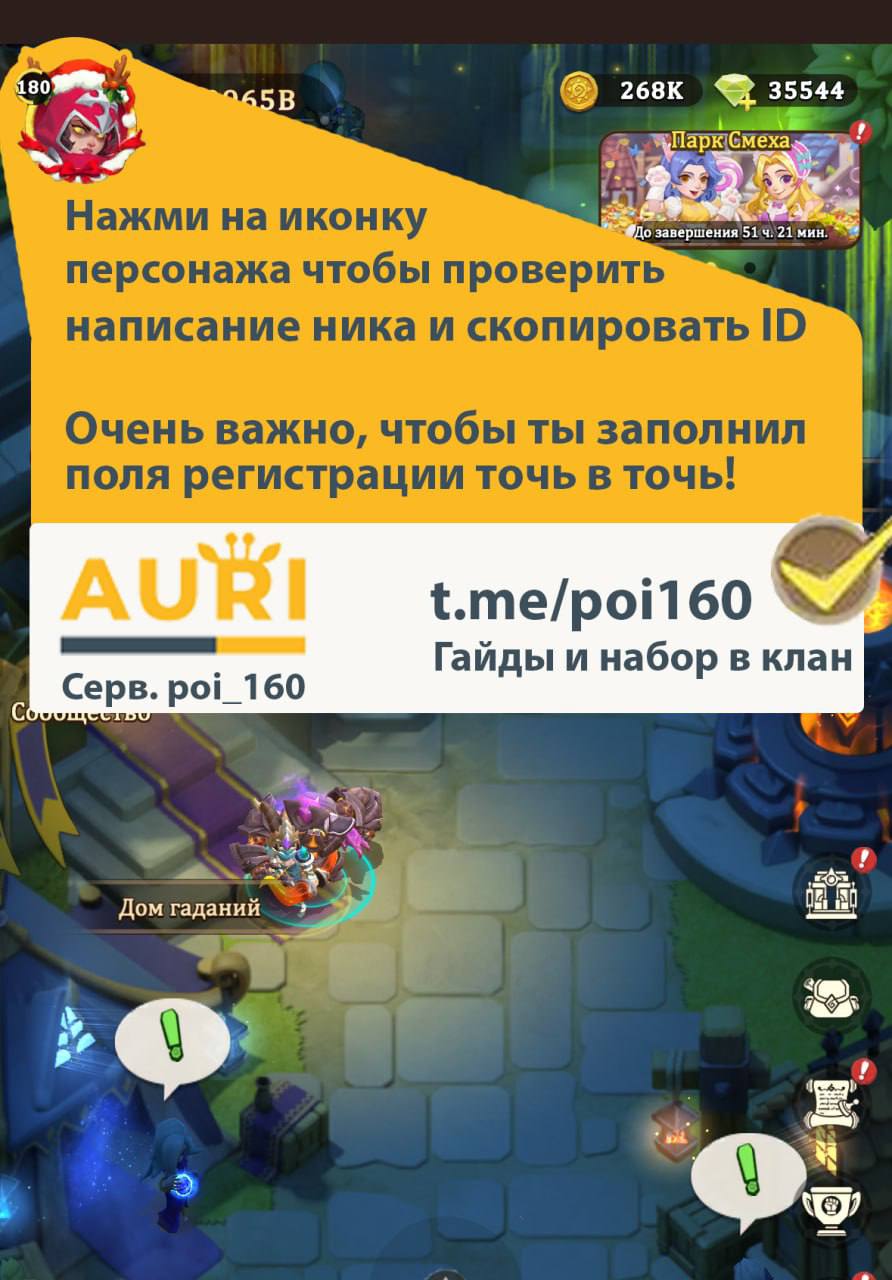 180
268K
35544
Парк Смеха
До завершения 51 ч. 21 мин.
Нажми на иконку
персонажа чтобы проверить
написание ника и скопировать ID
Очень важно, чтобы ты заполнил
поля регистрации точь в точь!
AURI
t.me/poi160
Гайды и набор в клан
Серв. poi_160
Сообщество
Дом гаданий